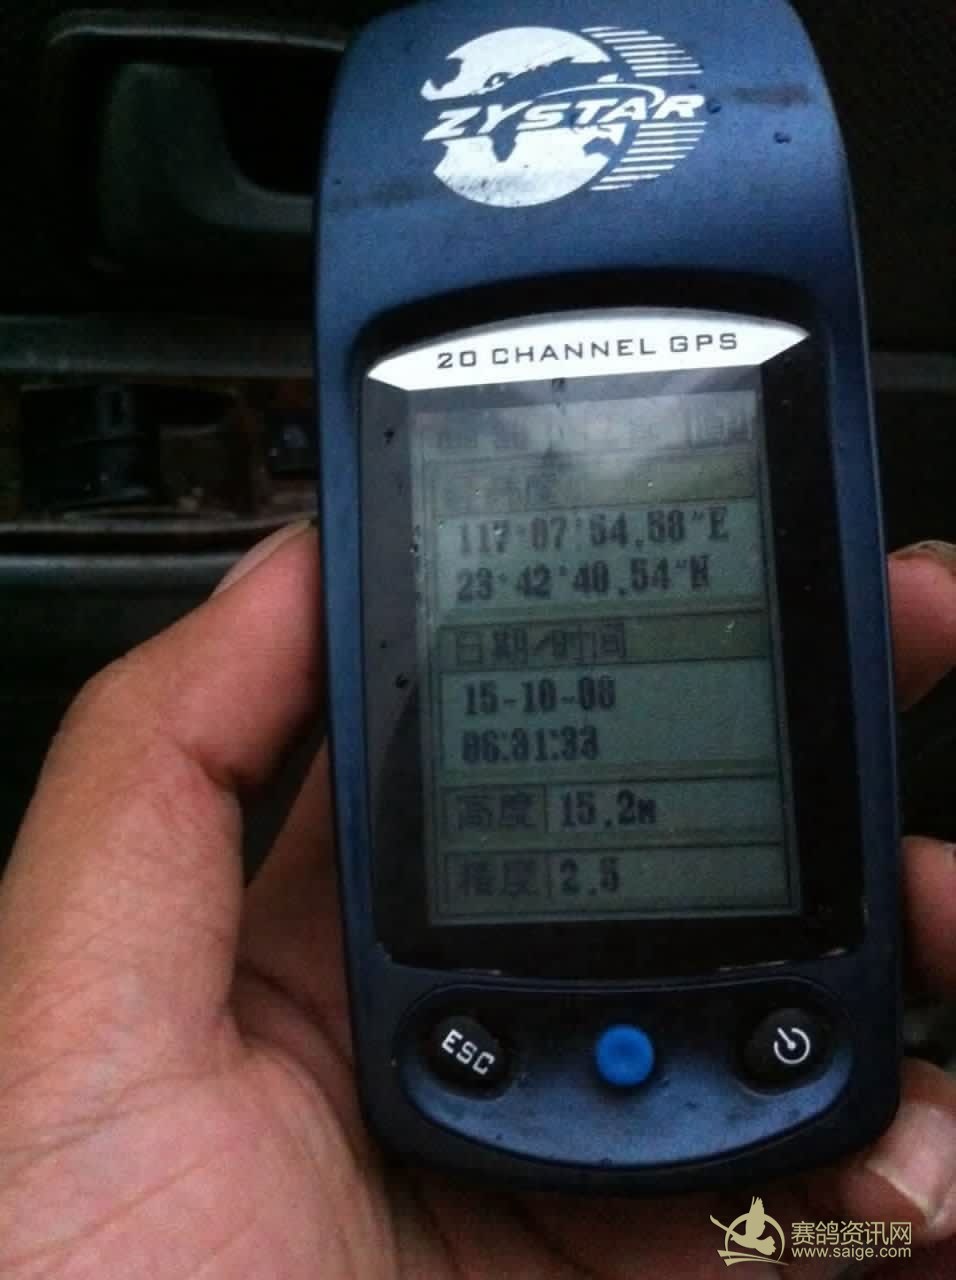 ZYSTAR
20 CHANNEL GPS
117°07'54.58"E
23°42'40.54"N
日期/时间
15-10-08
06:31:33
高度 15.2M
精度 2.5
ESC
赛鸽资讯网
www.saige.com